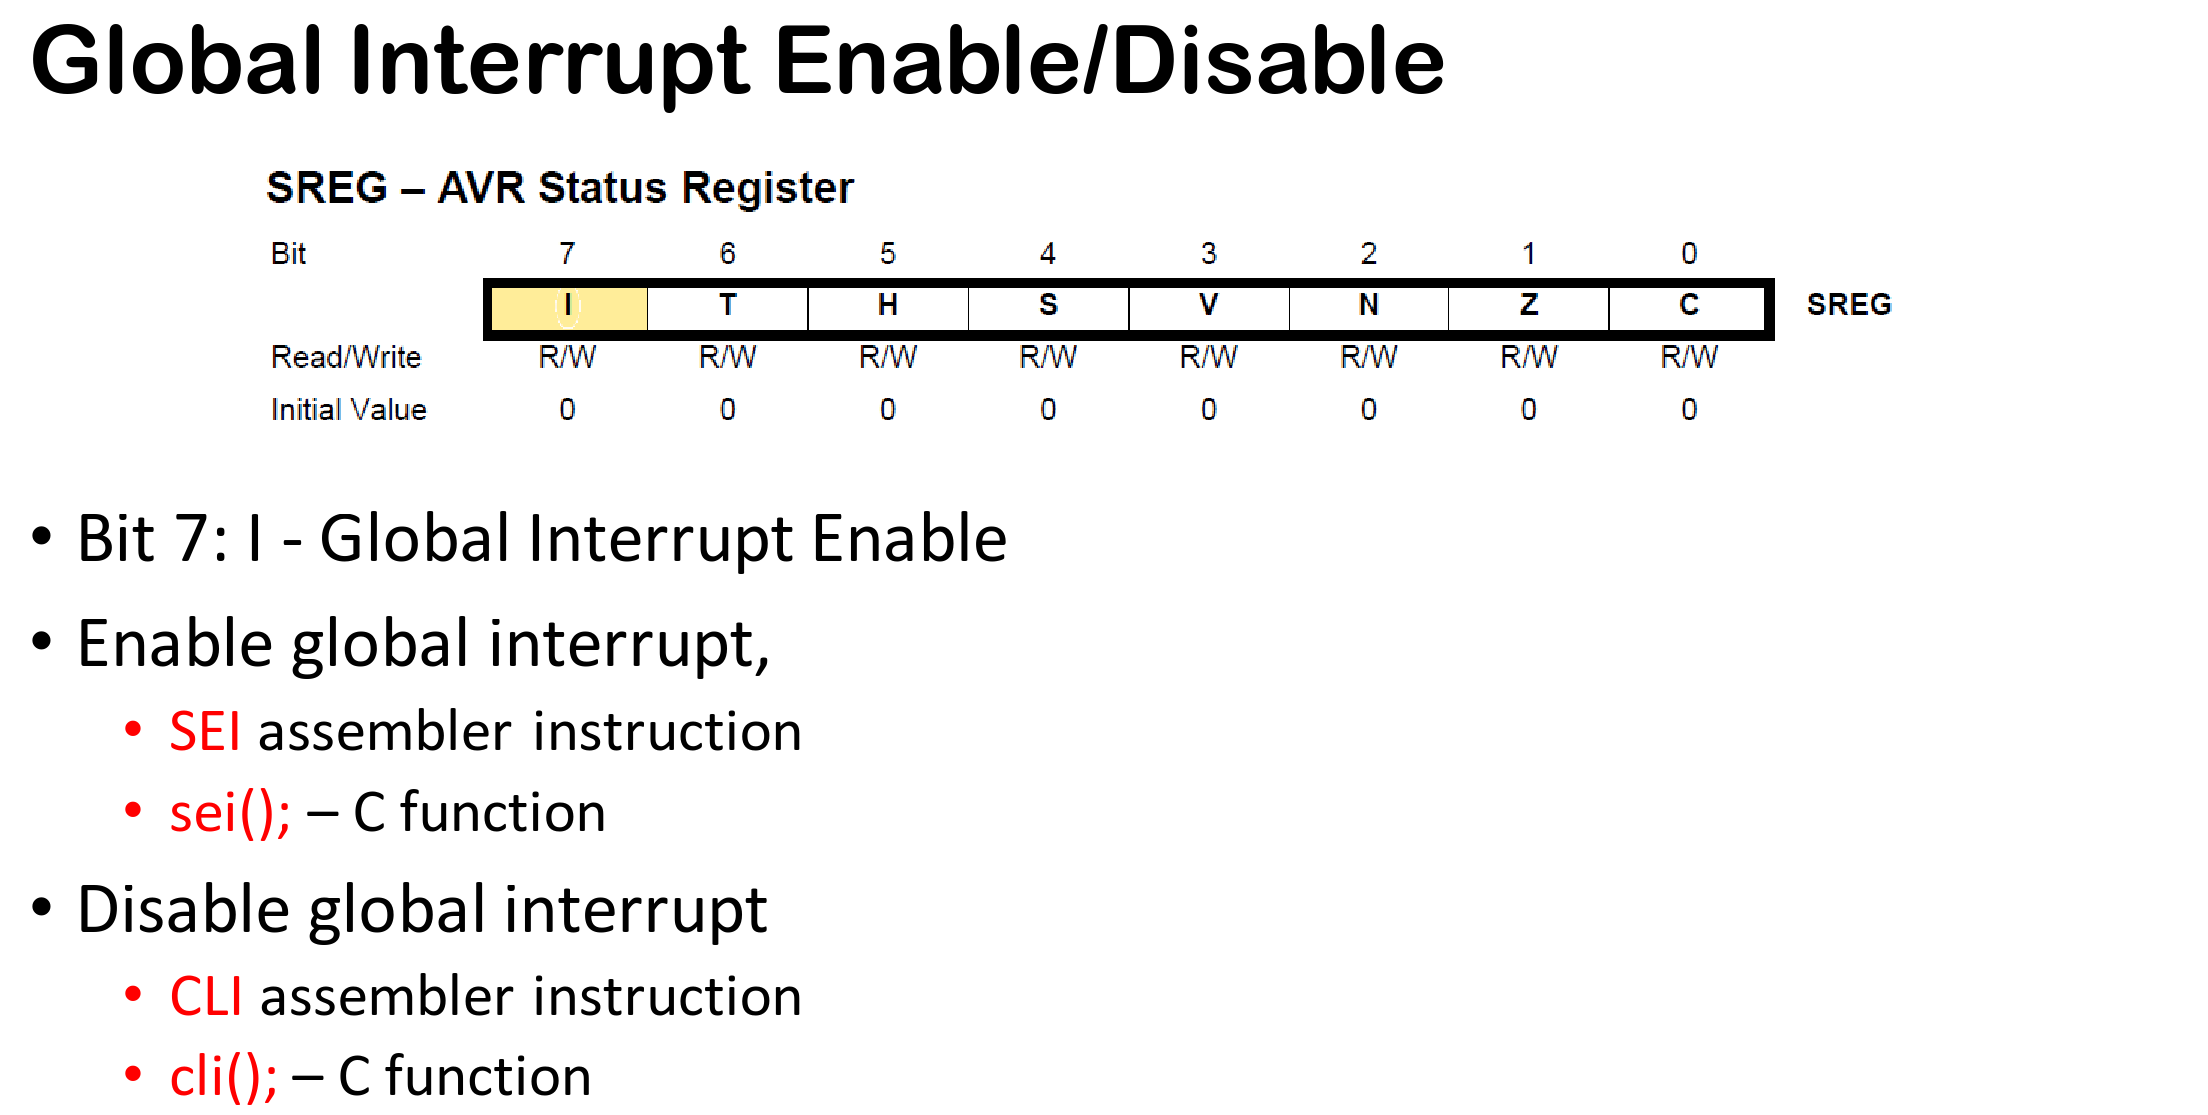 Global Interrupt Enable/Disable
SREG – AVR Status Register
Bit 7 6 5 4 3 2 1 0
I T H S V N Z C SREG
Read/Write R/W R/W R/W R/W R/W R/W R/W R/W
Initial Value 0 0 0 0 0 0 0 0
• Bit 7: I - Global Interrupt Enable
• Enable global interrupt,
• SEI assembler instruction
• sei(); – C function
• Disable global interrupt
• CLI assembler instruction
• cli(); – C function